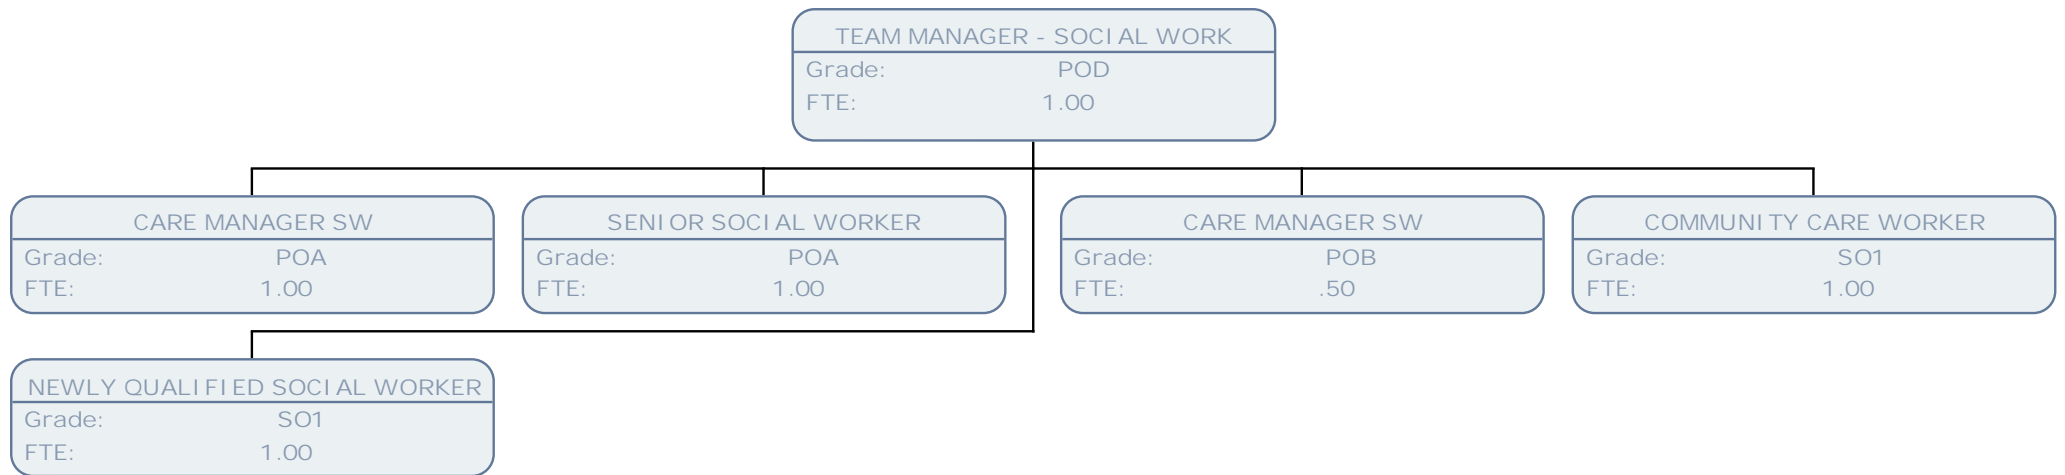 TEAM MANAGER - SOCIAL WORK
Grade: POD
FTE: 1.00
CARE MANAGER SW
Grade: POA
FTE: 1.00
SENIOR SOCIAL WORKER
Grade: POA
FTE: 1.00
CARE MANAGER SW
Grade: POB
FTE: .50
COMMUNITY CARE WORKER
Grade: SO1
FTE: 1.00
NEWLY QUALIFIED SOCIAL WORKER
Grade: SO1
FTE: 1.00